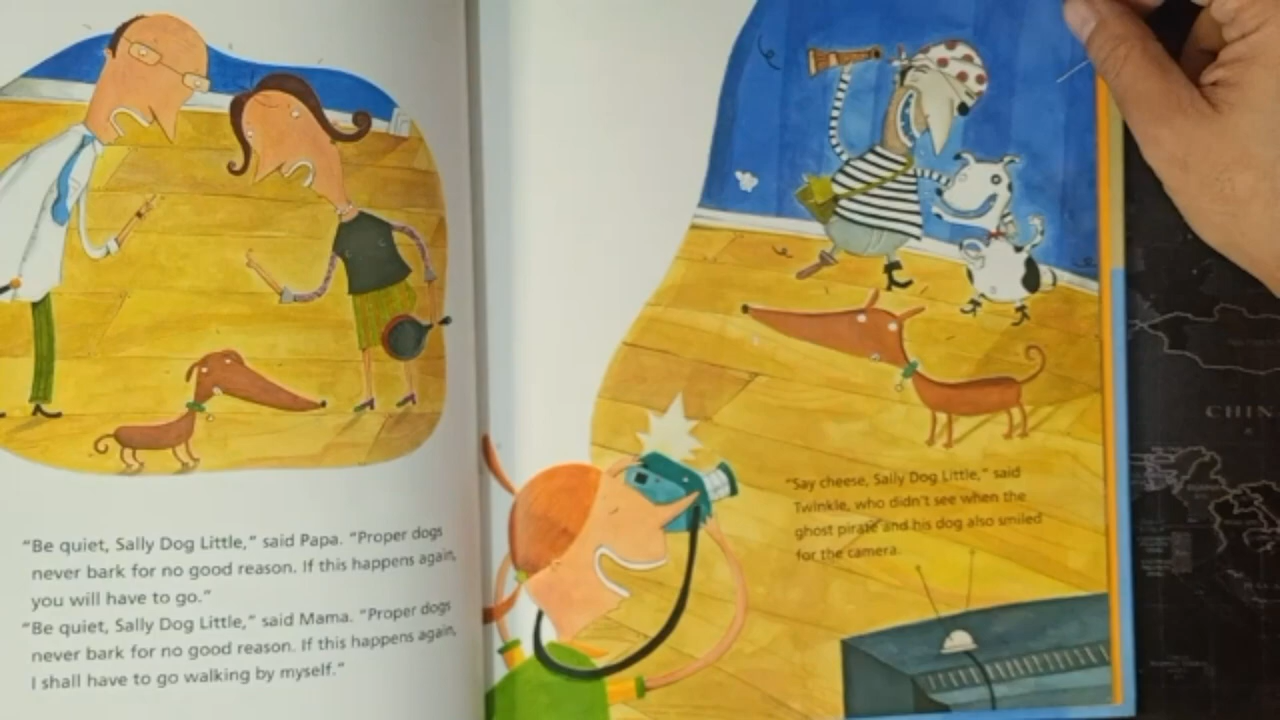 "Be quiet, Sally Dog Little," said Papa. "Proper dogs
never bark for no good reason. If this happens again,
you will have to go."
"Be quiet, Sally Dog Little," said Mama. "Proper dogs
never bark for no good reason. If this happens again,
I shall have to go walking by myself."
"Say cheese, Sally Dog Little," said
Twinkle, who didn't see when the
ghost pirate and his dog also smiled
for the camera.
CHIN